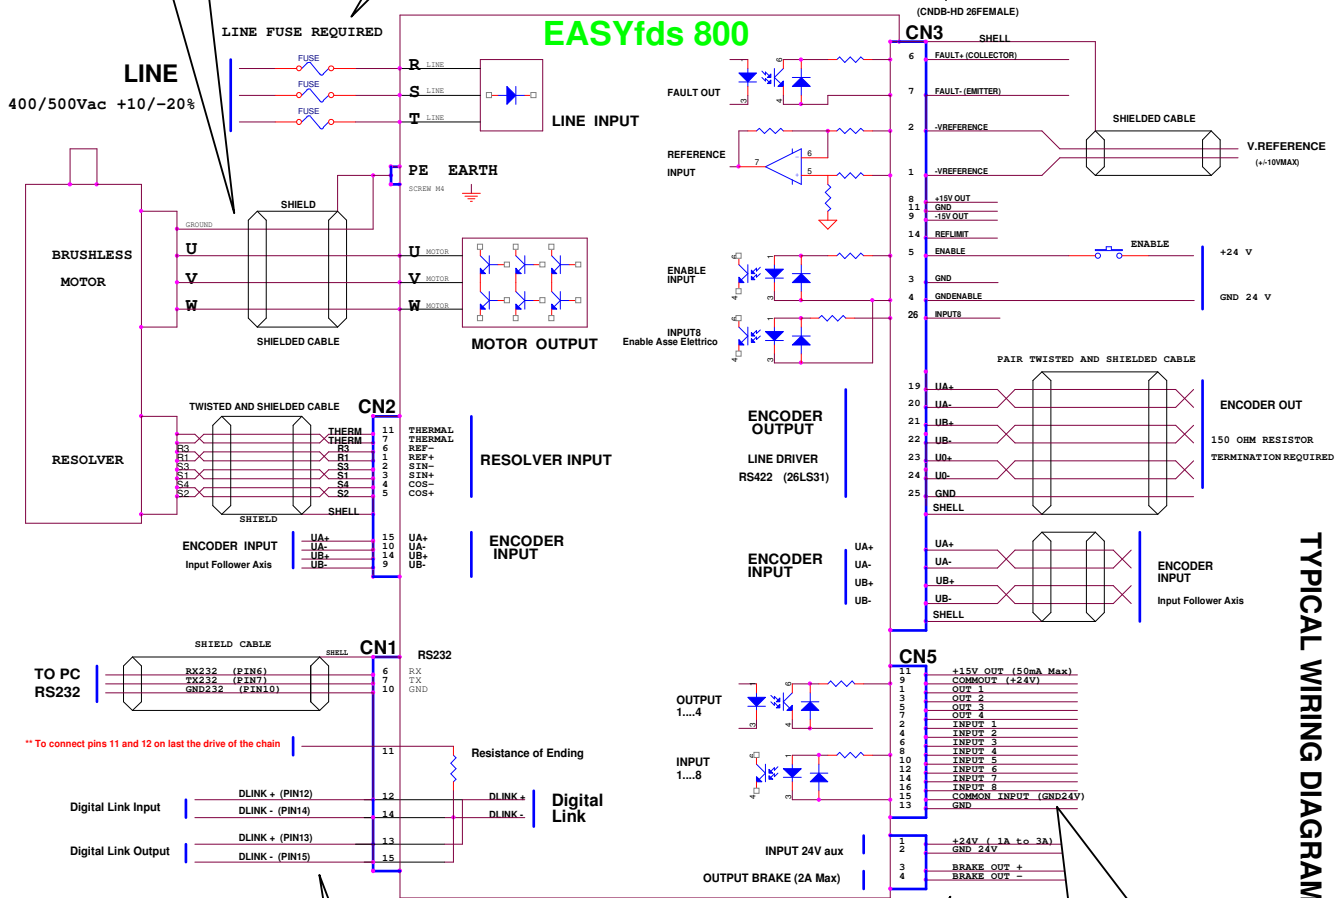 (CNDB-HD 26FEMALE)
EASYfds 800
CN3
SHELL
LINE FUSE REQUIRED
LINE
400/500Vac +10/-20%
FUSE
FUSE
FUSE
R LINE
S LINE
T LINE
LINE INPUT
PE EARTH
SCREW M4
SHIELD
GROUND
BRUSHLESS
MOTOR
U
V
W
U MOTOR
V MOTOR
W MOTOR
SHIELDED CABLE
MOTOR OUTPUT
FAULT OUT
6 FAULT+ (COLLECTOR)
7 FAULT- (EMITTER)
REFERENCE
INPUT
7
6
5
2 -VREFERENCE
1 -VREFERENCE
SHIELDED CABLE
V.REFERENCE
(+/-10VMAX)
8 +15V OUT
11 GND
9 -15V OUT
14 REFLIMIT
5 ENABLE
3 GND
4 GNDENABLE
26 INPUT8
ENABLE
+24 V
GND 24 V
ENABLE
INPUT
INPUT8
Enable Asse Elettrico
PAIR TWISTED AND SHIELDED CABLE
ENCODER
OUTPUT
LINE DRIVER
RS422 (26LS31)
19 UA+
20 UA-
21 UB+
22 UB-
23 U0+
24 U0-
25 GND
SHELL
ENCODER OUT
150 OHM RESISTOR
TERMINATION REQUIRED
ENCODER
INPUT
UA+
UA-
UB+
UB-
UA+
UA-
UB+
UB-
SHELL
ENCODER
INPUT
Input Follower Axis
TWISTED AND SHIELDED CABLE
CN2
RESOLVER
R3
R1
S3
S1
S4
S2
THERM 11 THERMAL
THERM 7 THERMAL
R3 6 REF-
R1 1 REF+
S3 2 SIN-
S1 3 SIN+
S4 4 COS-
S2 5 COS+
SHELL
SHIELD
RESOLVER INPUT
ENCODER INPUT
Input Follower Axis
UA+ 15 UA+
UA- 10 UA-
UB+ 14 UB+
UB- 9 UB-
ENCODER
INPUT
SHIELD CABLE
SHELL
CN1
RS232
TO PC
RS232
RX232 (PIN6) 6 RX
TX232 (PIN7) 7 TX
GND232 (PIN10) 10 GND
** To connect pins 11 and 12 on last the drive of the chain
11
Resistance of Ending
Digital Link Input
DLINK + (PIN12) 12 DLINK +
DLINK - (PIN14) 14 DLINK -
Digital
Link
Digital Link Output
DLINK + (PIN13) 13
DLINK - (PIN15) 15
CN5
OUTPUT
1....4
INPUT
1....8
11 +15V OUT (50mA Max)
9 COMMOUT (+24V)
1 OUT 1
3 OUT 2
5 OUT 3
7 OUT 4
2 INPUT 1
4 INPUT 2
6 INPUT 3
8 INPUT 4
10 INPUT 5
12 INPUT 6
14 INPUT 7
16 INPUT 8
15 COMMON INPUT (GND24V)
13 GND
INPUT 24V aux
1 +24V ( 1A to 3A)
2 GND 24V
OUTPUT BRAKE (2A Max)
3 BRAKE OUT +
4 BRAKE OUT -
TYPICAL WIRING DIAGRAM